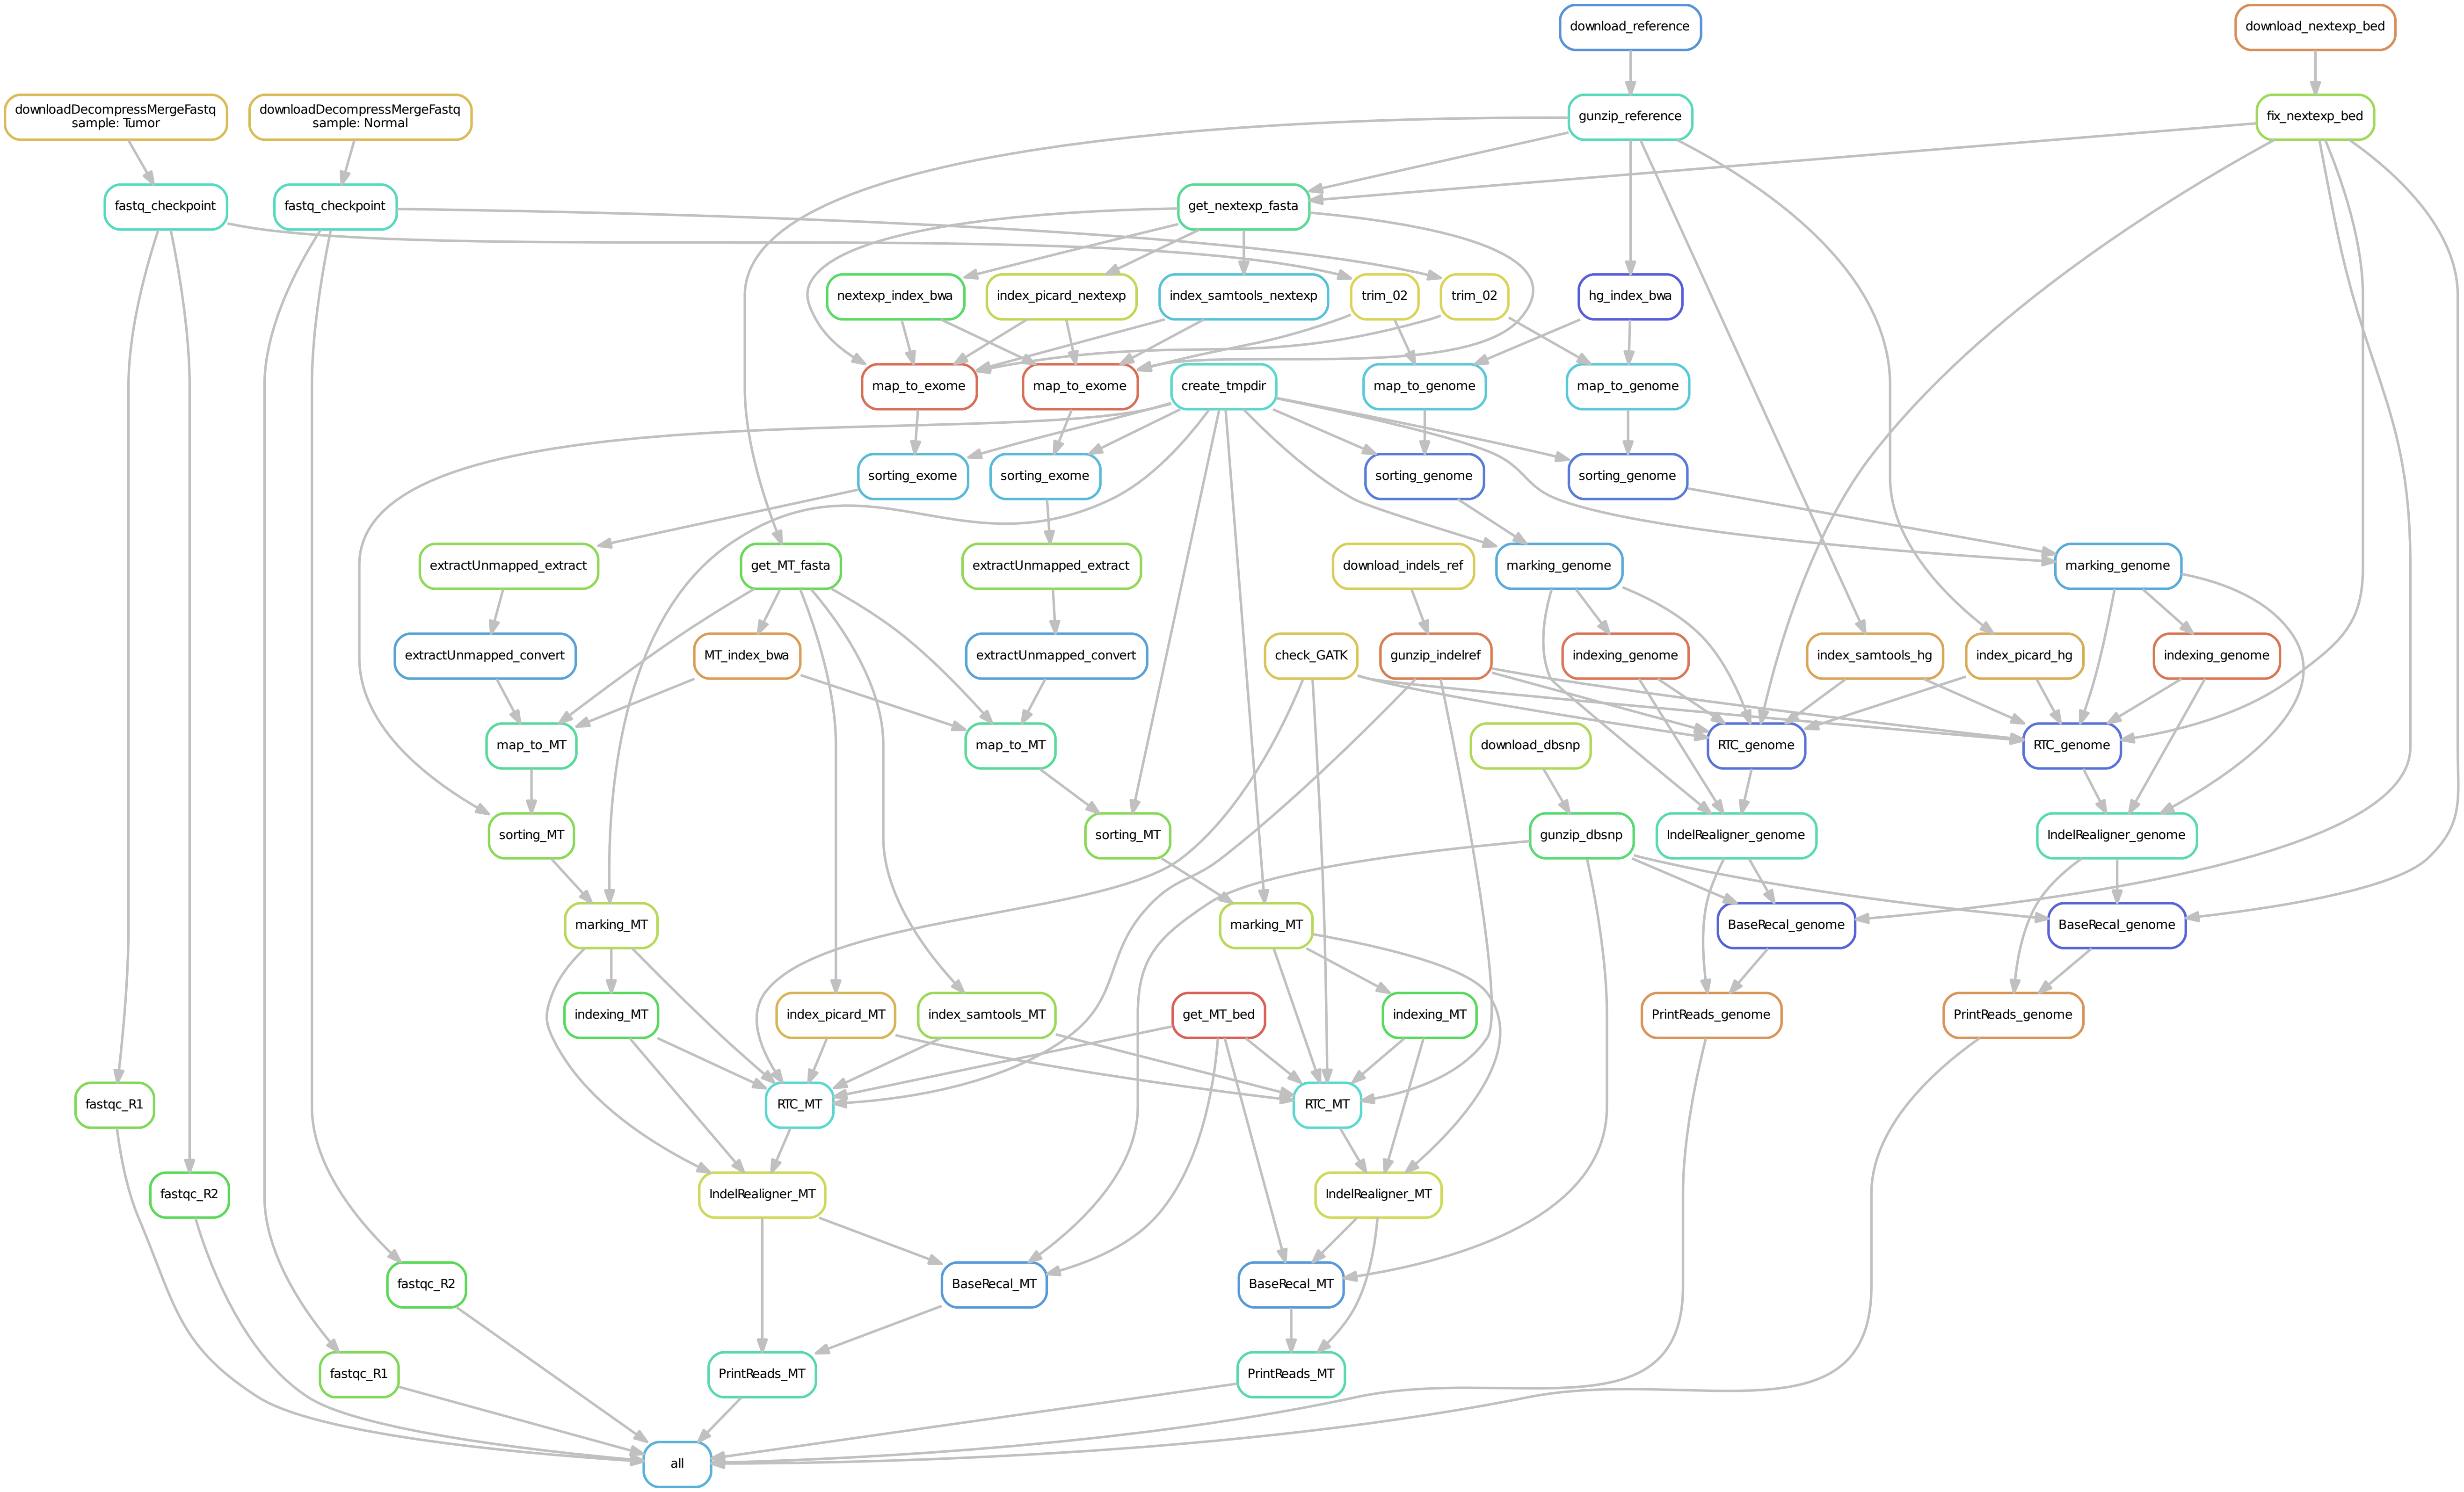 download_reference
download_nextexp_bed
downloadDecompressMergeFastq
sample: Tumor
downloadDecompressMergeFastq
sample: Normal
gunzip_reference
fix_nextexp_bed
fastq_checkpoint
fastq_checkpoint
get_nextexp_fasta
nextexp_index_bwa
index_picard_nextexp
index_samtools_nextexp
trim_02
trim_02
hg_index_bwa
map_to_exome
map_to_exome
create_tmpdir
map_to_genome
map_to_genome
sorting_exome
sorting_exome
sorting_genome
sorting_genome
extractUnmapped_extract
get_MT_fasta
extractUnmapped_extract
download_indels_ref
marking_genome
marking_genome
extractUnmapped_convert
MT_index_bwa
extractUnmapped_convert
check_GATK
gunzip_indelref
indexing_genome
index_samtools_hg
index_picard_hg
indexing_genome
map_to_MT
map_to_MT
download_dbsnp
RTC_genome
RTC_genome
sorting_MT
sorting_MT
gunzip_dbsnp
IndelRealigner_genome
IndelRealigner_genome
marking_MT
marking_MT
BaseRecal_genome
BaseRecal_genome
indexing_MT
index_picard_MT
index_samtools_MT
get_MT_bed
indexing_MT
PrintReads_genome
PrintReads_genome
fastqc_R1
RTC_MT
RTC_MT
fastqc_R2
IndelRealigner_MT
IndelRealigner_MT
fastqc_R2
BaseRecal_MT
BaseRecal_MT
fastqc_R1
PrintReads_MT
PrintReads_MT
all